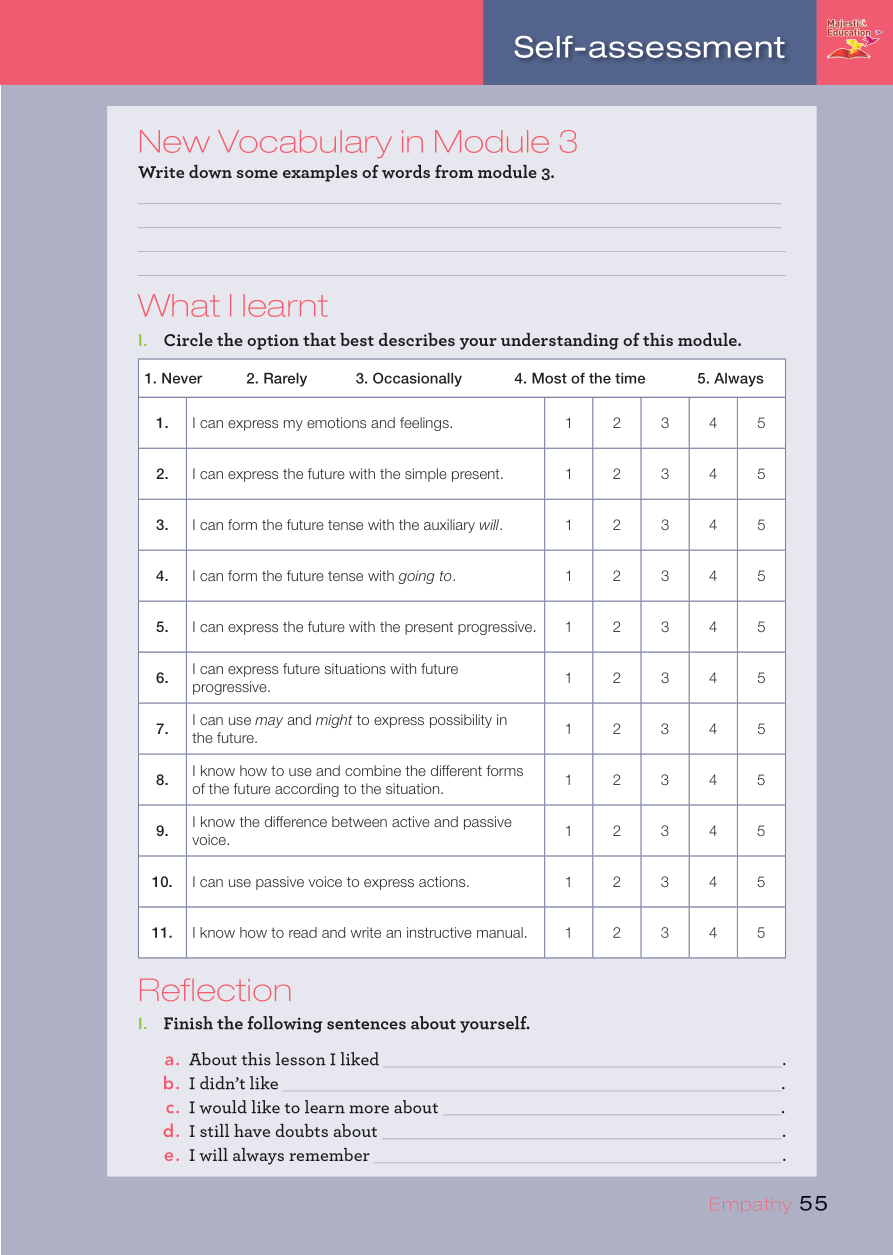 Self-assessment
Majestic
Education
New Vocabulary in Module 3
Write down some examples of words from module 3.
What I learnt
I. Circle the option that best describes your understanding of this module.
1. Never 2. Rarely 3. Occasionally 4. Most of the time 5. Always
1. I can express my emotions and feelings. 1 2 3 4 5
2. I can express the future with the simple present. 1 2 3 4 5
3. I can form the future tense with the auxiliary will. 1 2 3 4 5
4. I can form the future tense with going to. 1 2 3 4 5
5. I can express the future with the present progressive. 1 2 3 4 5
6. I can express future situations with future
progressive. 1 2 3 4 5
7. I can use may and might to express possibility in
the future. 1 2 3 4 5
8. I know how to use and combine the different forms
of the future according to the situation. 1 2 3 4 5
9. I know the difference between active and passive
voice. 1 2 3 4 5
10. I can use passive voice to express actions. 1 2 3 4 5
11. I know how to read and write an instructive manual. 1 2 3 4 5
Reflection
I. Finish the following sentences about yourself.
a. About this lesson I liked .
b. I didn't like .
c. I would like to learn more about .
d. I still have doubts about .
e. I will always remember .
Empathy 55